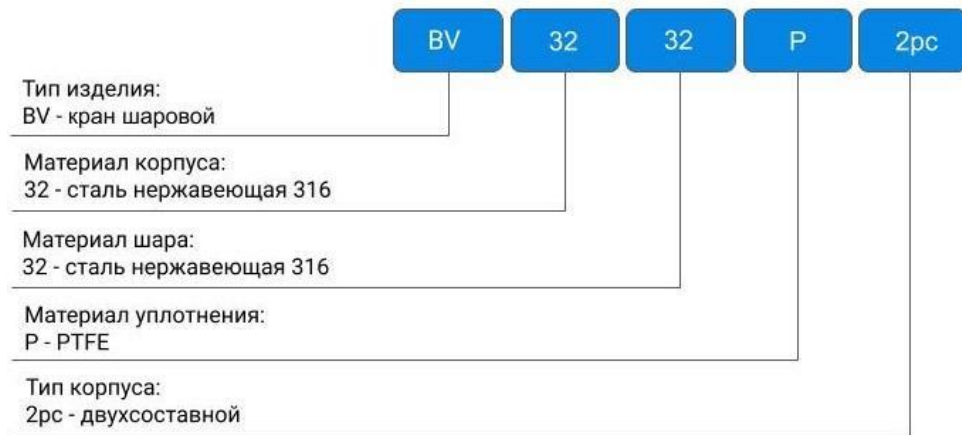 BV 32 32 P 2pc
Тип изделия:
BV - кран шаровой
Материал корпуса:
32 - сталь нержавеющая 316
Материал шара:
32 - сталь нержавеющая 316
Материал уплотнения:
P - PTFE
Тип корпуса:
2pc - двухсоставной